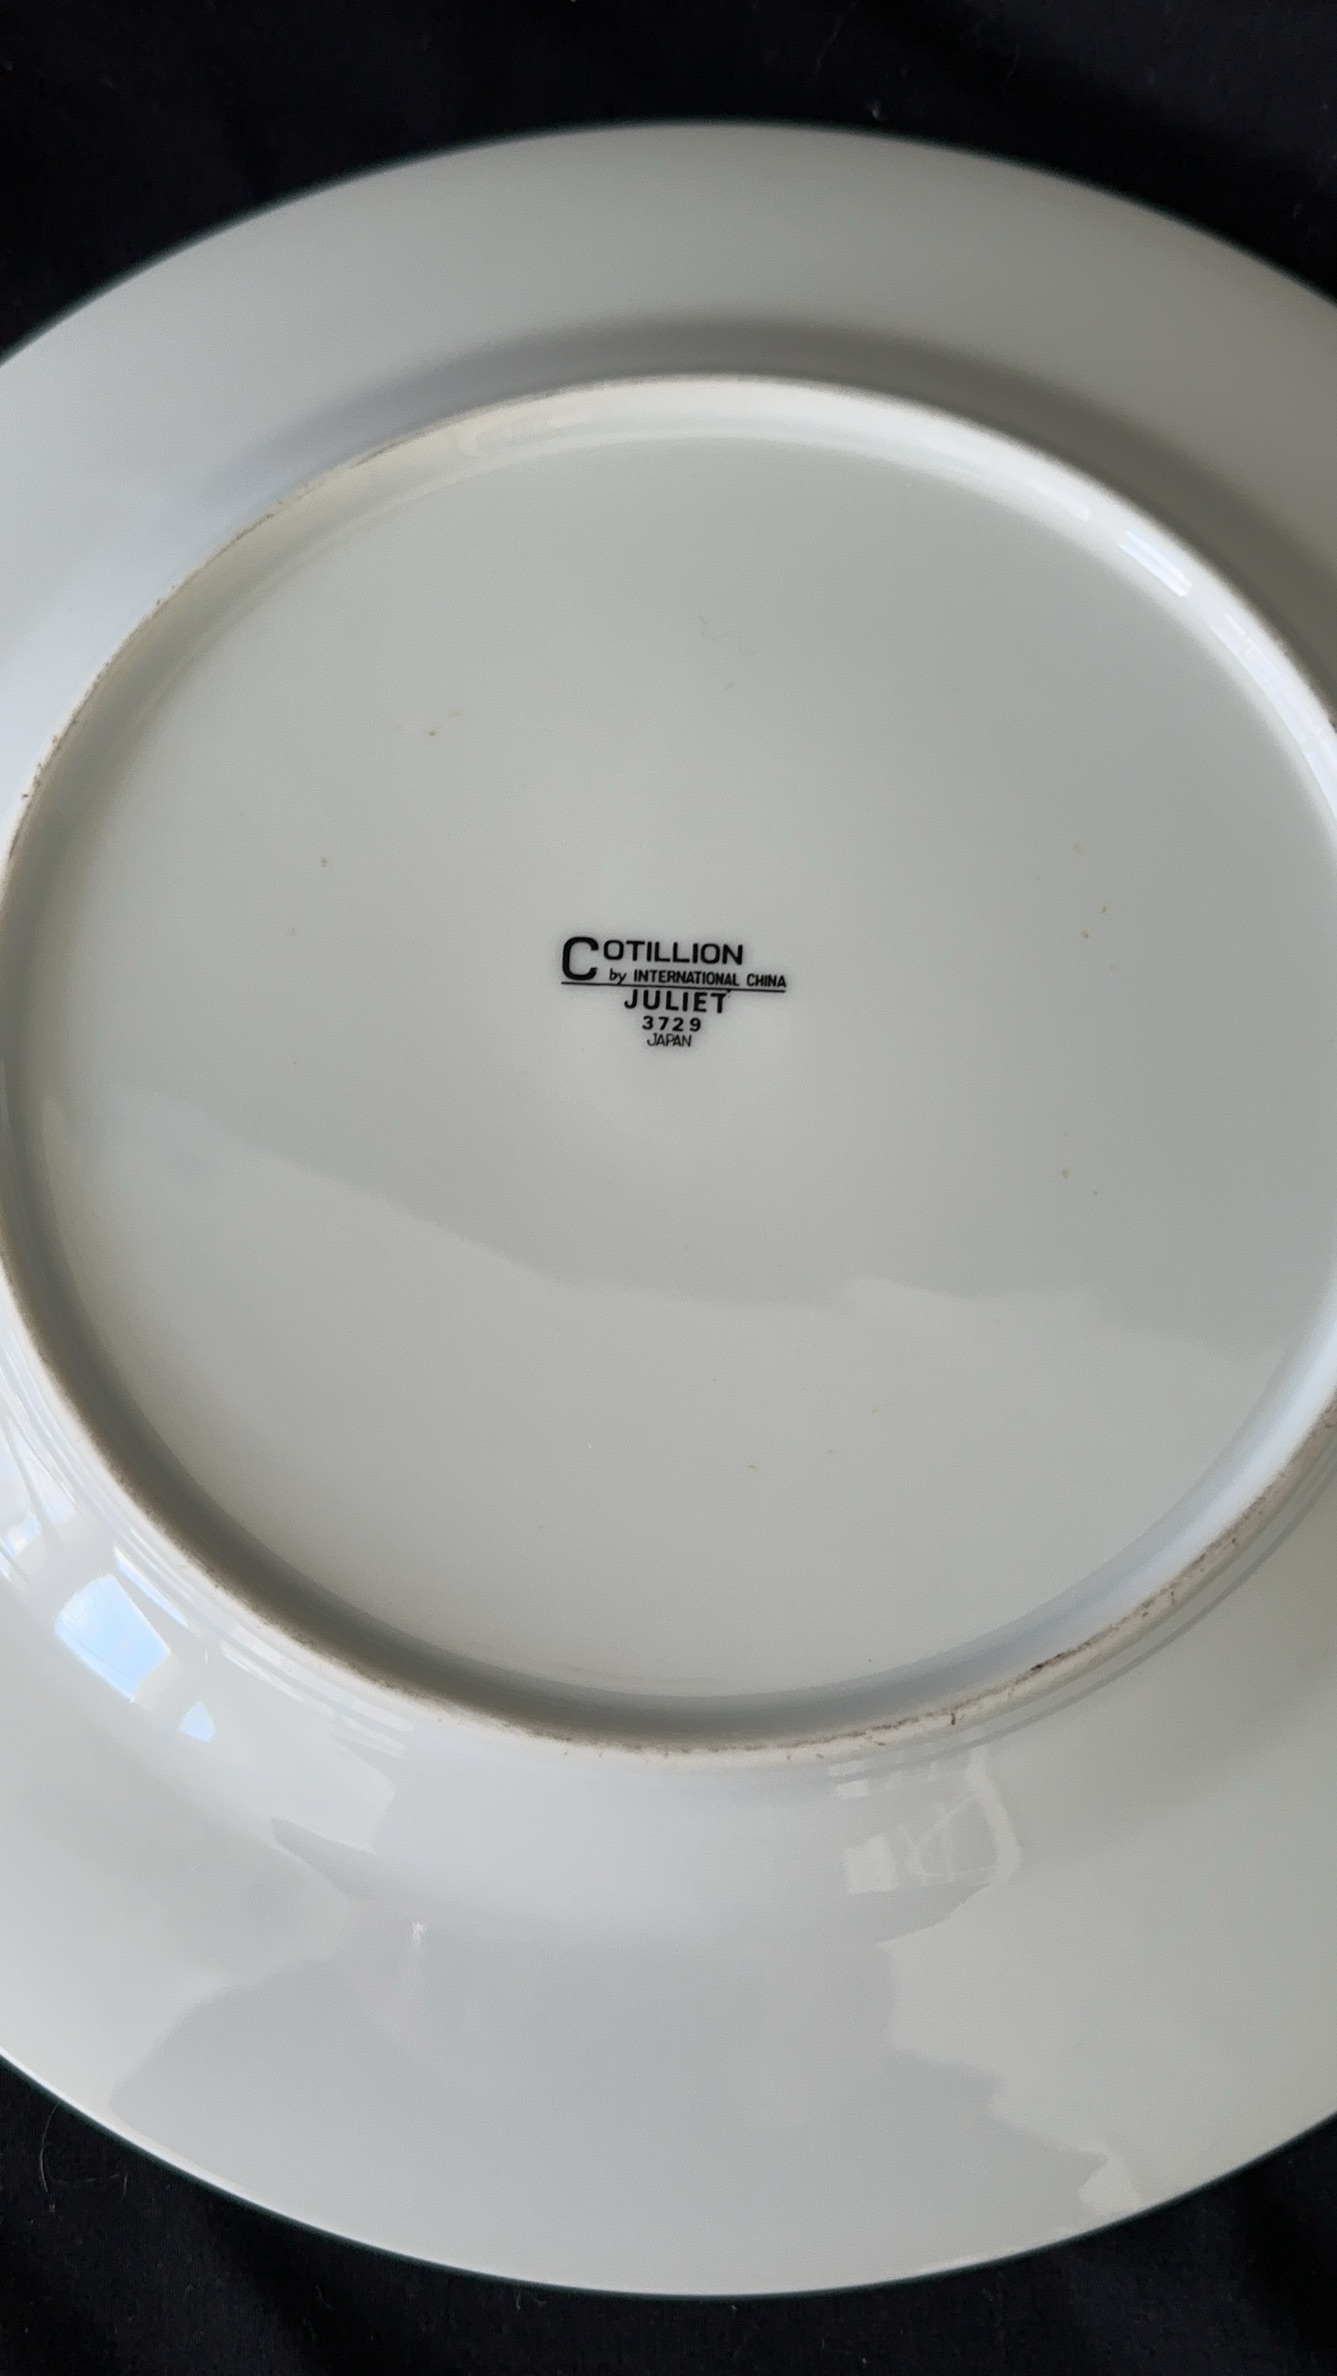 COTILLION
by INTERNATIONAL CHINA
JULIET
3729
JAPAN